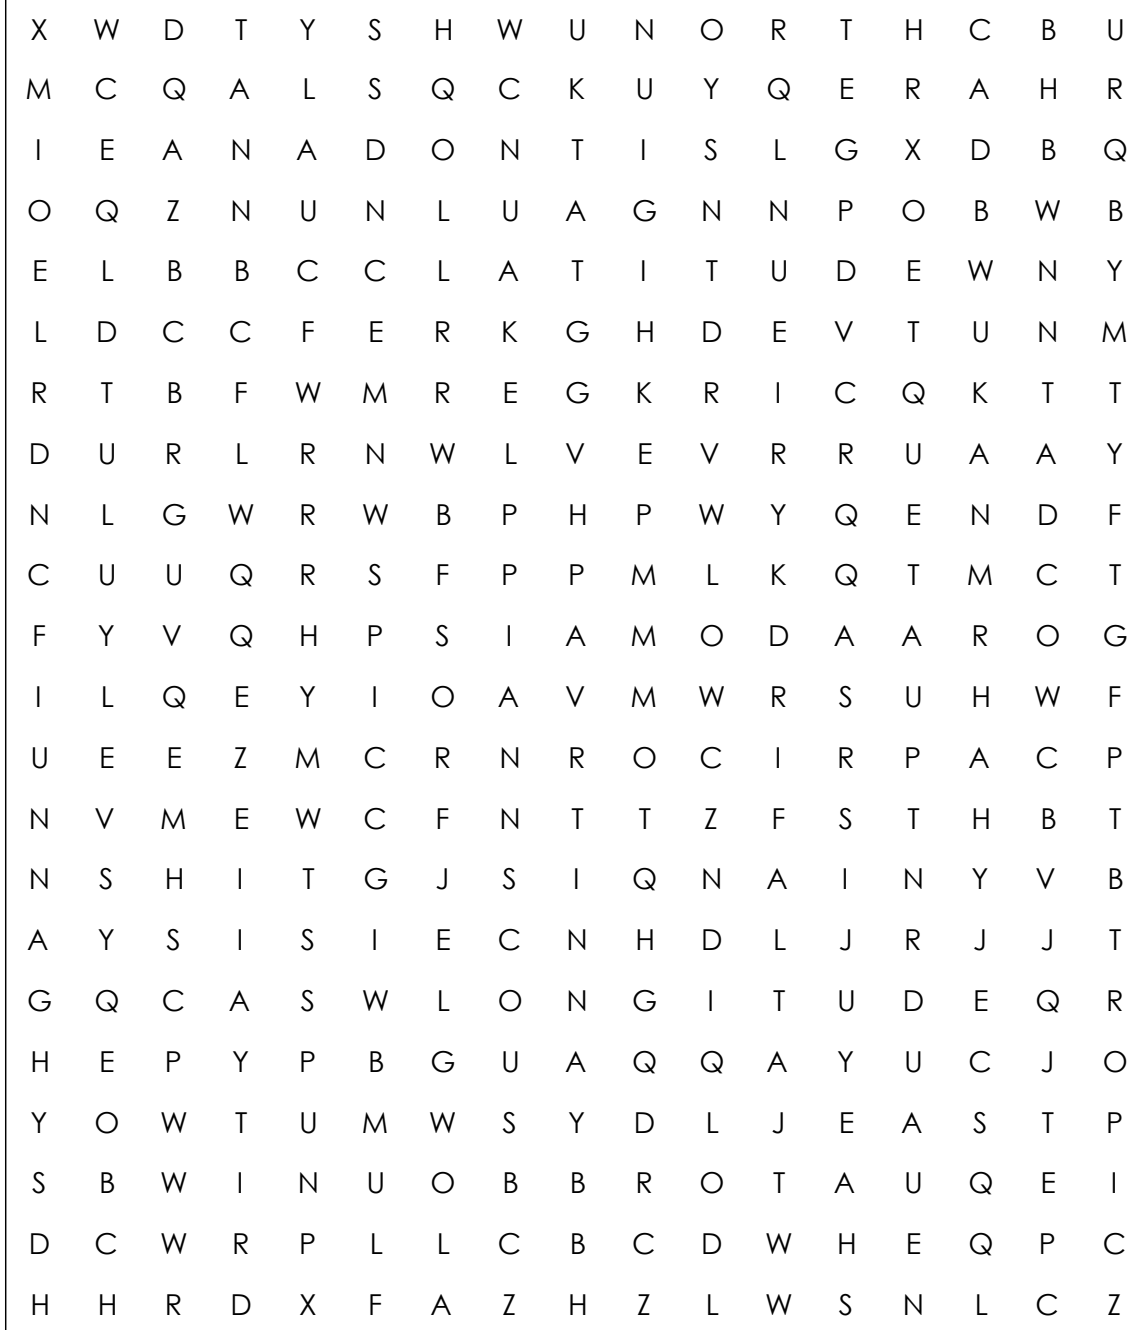 X W D T Y S H W U N O R T H C B U
M C Q A L S Q C K U Y Q E R A H R
I E A N A D O N T I S L G X D B Q
O Q Z N U N L U A G N N P O B W B
E L B B C C L A T I T U D E W N Y
L D C C F E R K G H D E V T U N M
R T B F W M R E G K R I C Q K T T
D U R L R N W L V E V R R U A A Y
N L G W R W B P H P W Y Q E N D F
C U U Q R S F P P M L K Q T M C T
F Y V Q H P S I A M O D A A R O G
I L Q E Y I O A V M W R S U H W F
U E E Z M C R N R O C I R P A C P
N V M E W C F N T T Z F S T H B T
N S H I T G J S I Q N A I N Y V B
A Y S I S I E C N H D L J R J J T
G Q C A S W L O N G I T U D E Q R
H E P Y P B G U A Q Q A Y U C J O
Y O W T U M W S Y D L J E A S T P
S B W I N U O B B R O T A U Q E I
D C W R P L L C B C D W H E Q P C
H H R D X F A Z H Z L W S N L C Z